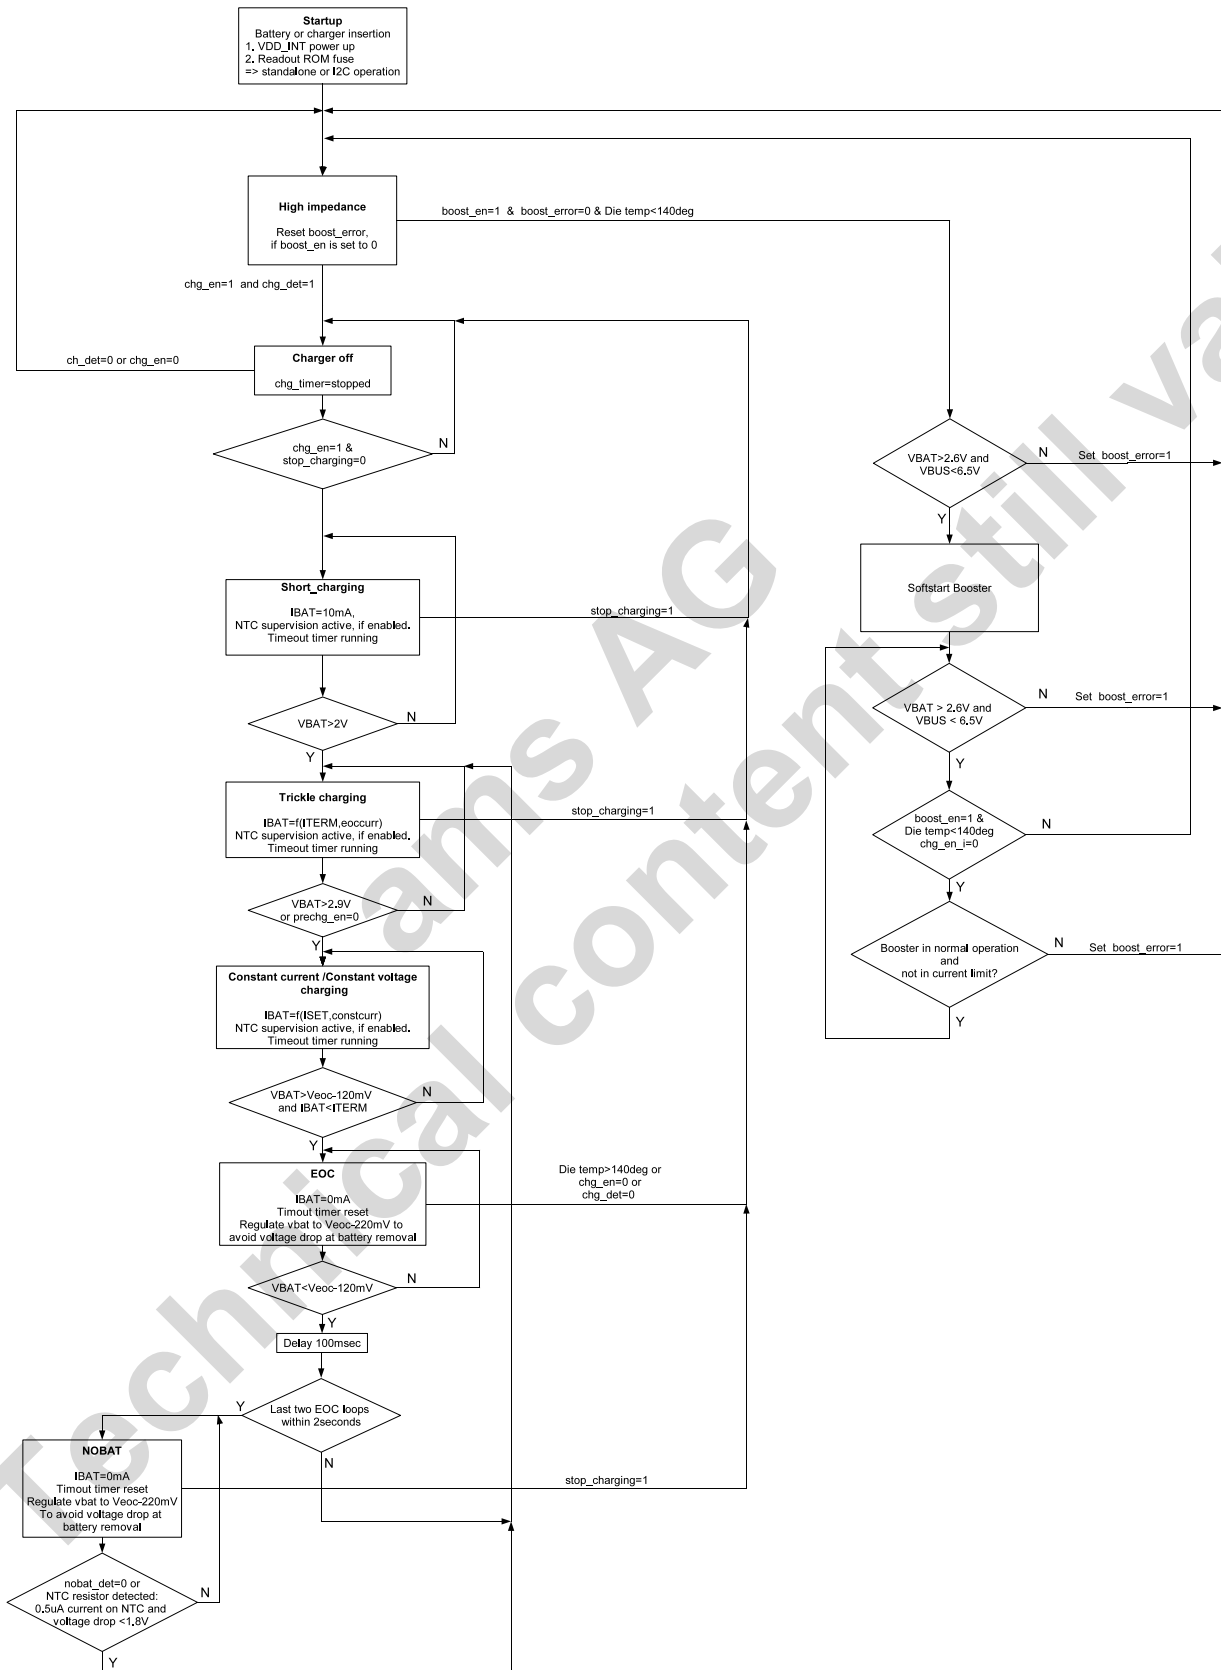 Startup
Battery or charger insertion
1. VDD_INT power up
2. Readout ROM fuse
=> standalone or I2C operation
High impedance
Reset boost_error,
if boost_en is set to 0
boost_en=1 & boost_error=0 & Die temp<140deg
chg_en=1 and chg_det=1
ch_det=0 or chg_en=0
Charger off
chg_timer=stopped
chg_en=1 &
stop_charging=0
N
VBAT>2.6V and
VBUS<6.5V
N
Set boost_error=1
Y
Softstart Booster
Short_charging
IBAT=10mA,
NTC supervision active, if enabled.
Timeout timer running
stop_charging=1
VBAT > 2.6V and
VBUS < 6.5V
N
Set boost_error=1
Y
VBAT>2V
N
Y
Trickle charging
IBAT=f(ITERM,eoccurr)
NTC supervision active, if enabled.
Timeout timer running
stop_charging=1
boost_en=1 &
Die temp<140deg
chg_en_i=0
N
Y
VBAT>2.9V
or prechg_en=0
N
Y
Booster in normal operation
and
not in current limit?
N
Set boost_error=1
Y
Constant current /Constant voltage
charging
IBAT=f(ISET,constcurr)
NTC supervision active, if enabled.
Timeout timer running
VBAT>Veoc-120mV
and IBAT<ITERM
N
Y
EOC
IBAT=0mA
Timout timer reset
Regulate vbat to Veoc-220mV to
avoid voltage drop at battery removal
Die temp>140deg or
chg_en=0 or
chg_det=0
VBAT<Veoc-120mV
N
Y
Delay 100msec
Last two EOC loops
within 2seconds
Y
N
NOBAT
IBAT=0mA
Timout timer reset
Regulate vbat to Veoc-220mV
To avoid voltage drop at
battery removal
stop_charging=1
nobat_det=0 or
NTC resistor detected:
0.5uA current on NTC and
voltage drop <1.8V
N
Y
ams AG
Technical content still va